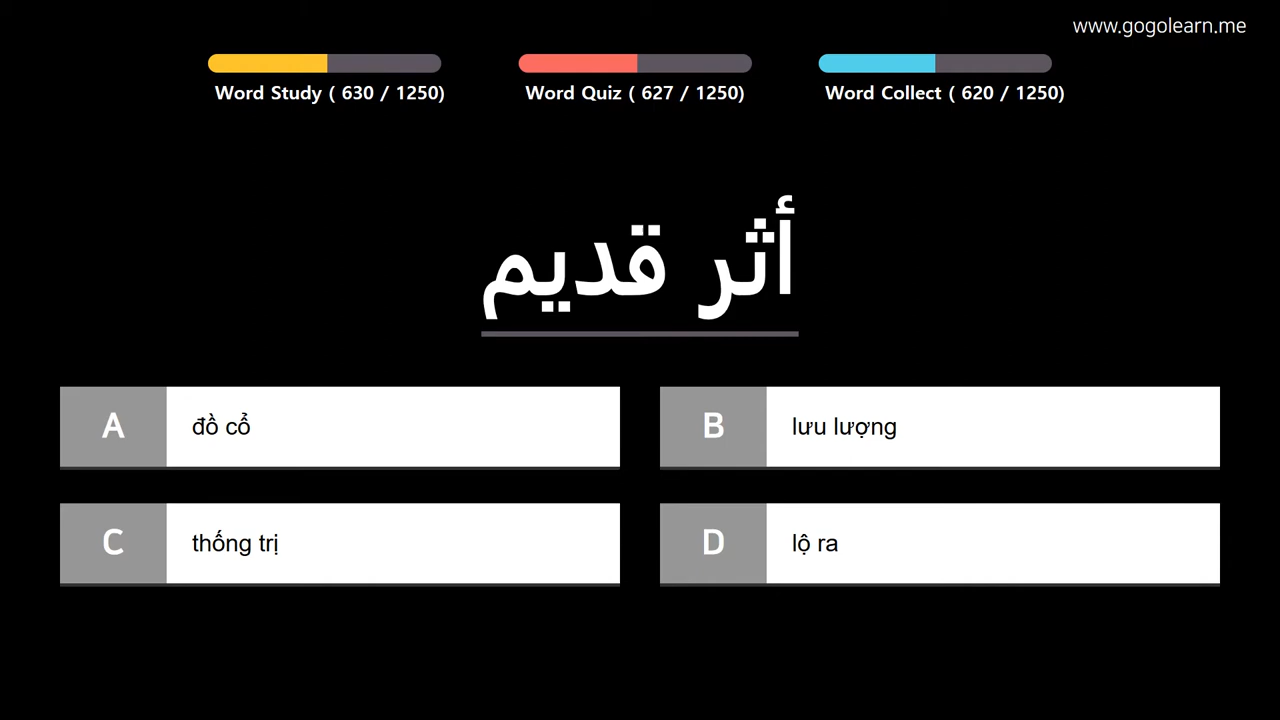 www.gogolearn.me
Word Study ( 630 / 1250)
Word Quiz ( 627 / 1250)
Word Collect ( 620 / 1250)
أثر قديم
A
đồ cổ
B
lưu lượng
C
thống trị
D
lộ ra